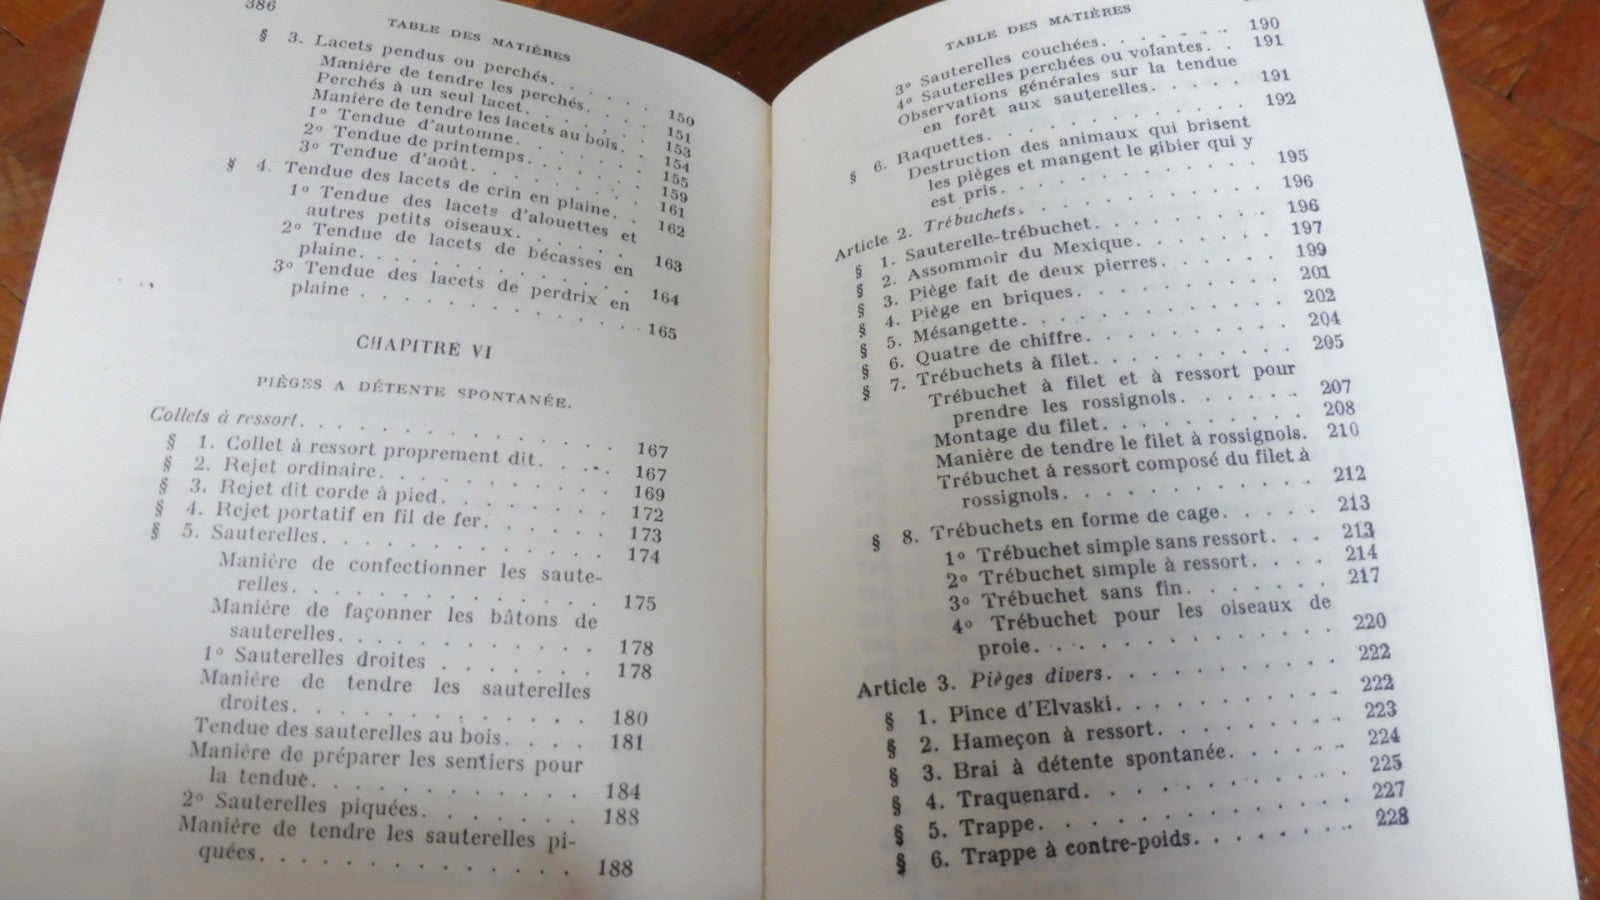 386
TABLE DES MATIÈRES
§ 3. Lacets pendus ou perchés. . . . . . 150
Manière de tendre les perchés. . . . . 151
Perchés à un seul lacet. . . . . . . 153
Manière de tendre les lacets au bois. . . 154
1º Tendue d'automne. . . . . . . . 155
2º Tendue de printemps. . . . . . . 159
3º Tendue d'août. . . . . . . . . 161
§ 4. Tendue des lacets de crin en plaine. . . 162
1º Tendue des lacets d'alouettes et
autres petits oiseaux. . . . . . . 163
2º Tendue de lacets de bécasses en
plaine. . . . . . . . . . . 164
3º Tendue des lacets de perdrix en
plaine . . . . . . . . . . . 165
CHAPITRE VI
PIÈGES A DÉTENTE SPONTANÉE.
Collets à ressort. . . . . . . . . . . 167
§ 1. Collet à ressort proprement dit. . . . 167
§ 2. Rejet ordinaire. . . . . . . . . 169
§ 3. Rejet dit corde à pied. . . . . . . 172
§ 4. Rejet portatif en fil de fer. . . . . . 173
§ 5. Sauterelles. . . . . . . . . . . 174
Manière de confectionner les saute-
relles. . . . . . . . . . . . 175
Manière de façonner les bâtons de
sauterelles. . . . . . . . . . 178
1º Sauterelles droites . . . . . . . 178
Manière de tendre les sauterelles
droites. . . . . . . . . . . 180
Tendue des sauterelles au bois. . . . 181
Manière de préparer les sentiers pour
la tendue. . . . . . . . . . . 184
2º Sauterelles piquées. . . . . . . 188
Manière de tendre les sauterelles pi-
quées. . . . . . . . . . . . 188
TABLE DES MATIÈRES
3º Sauterelles couchées. . . . . . . 190
4º Sauterelles perchées ou volantes. . 191
Observations générales sur la tendue
en forêt aux sauterelles. . . . . 191
§ 6. Raquettes. . . . . . . . . . . 192
Destruction des animaux qui brisent
les pièges et mangent le gibier qui y
est pris. . . . . . . . . . . 195
Article 2. Trébuchets. . . . . . . . . . 196
§ 1. Sauterelle-trébuchet. . . . . . . . 196
§ 2. Assommoir du Mexique. . . . . . . 197
§ 3. Piège fait de deux pierres. . . . . . 199
§ 4. Piège en briques. . . . . . . . . 201
§ 5. Mésangette. . . . . . . . . . . 202
§ 6. Quatre de chiffre. . . . . . . . . 204
§ 7. Trébuchets à filet. . . . . . . . . 205
Trébuchet à filet et à ressort pour
prendre les rossignols. . . . . . 207
Montage du filet. . . . . . . . . 208
Manière de tendre le filet à rossignols. 210
Trébuchet à ressort composé du filet à
rossignols. . . . . . . . . . . 212
§ 8. Trébuchets en forme de cage. . . . . 213
1º Trébuchet simple sans ressort. . . . 213
2º Trébuchet simple à ressort. . . . . 214
3º Trébuchet sans fin. . . . . . . 217
4º Trébuchet pour les oiseaux de
proie. . . . . . . . . . . . 220
Article 3. Pièges divers. . . . . . . . . 222
§ 1. Pince d'Elvaski. . . . . . . . . 222
§ 2. Hameçon à ressort. . . . . . . . 223
§ 3. Brai à détente spontanée. . . . . . 224
§ 4. Traquenard. . . . . . . . . . . 225
§ 5. Trappe. . . . . . . . . . . . 227
§ 6. Trappe à contre-poids. . . . . . . 228